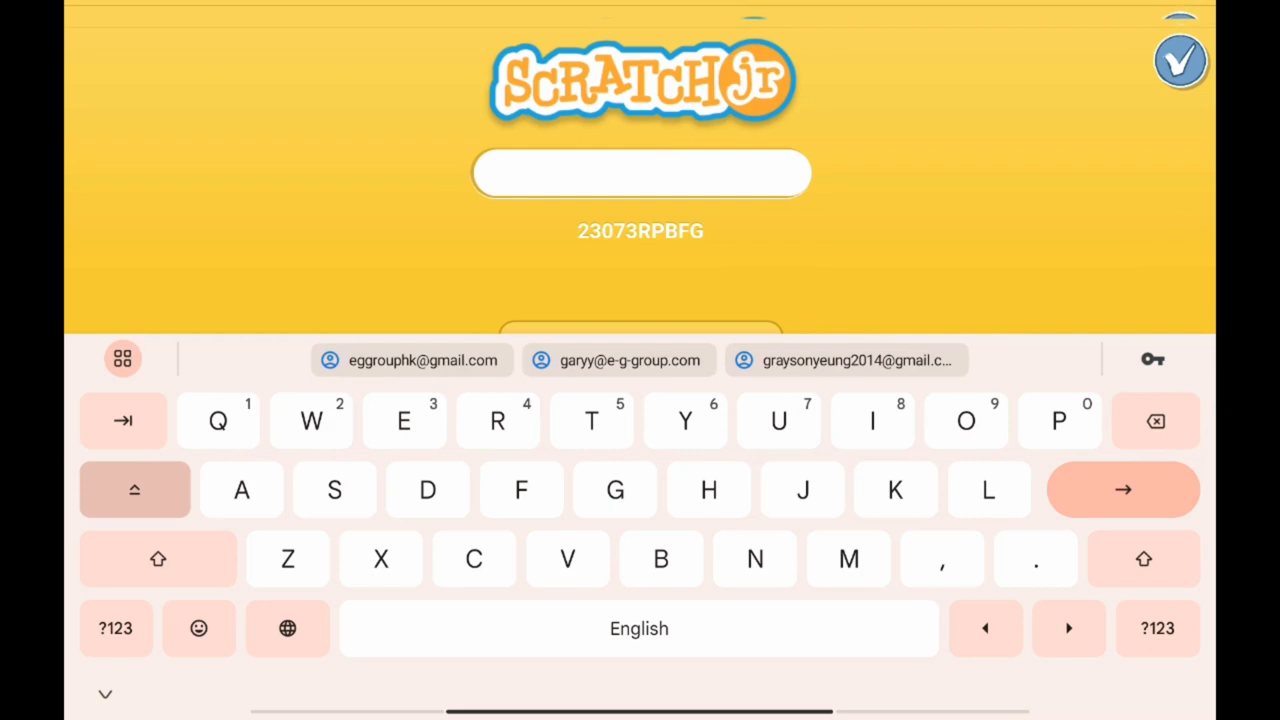 SCRATCH jr
23073RPBFG
eggrouphk@gmail.com garyy@e-g-group.com graysonyeung2014@gmail.c...
Q 1 W 2 E 3 R 4 T 5 Y 6 U 7 I 8 O 9 P 0
A S D F G H J K L
Z X C V B N M , .
?123 English ?123